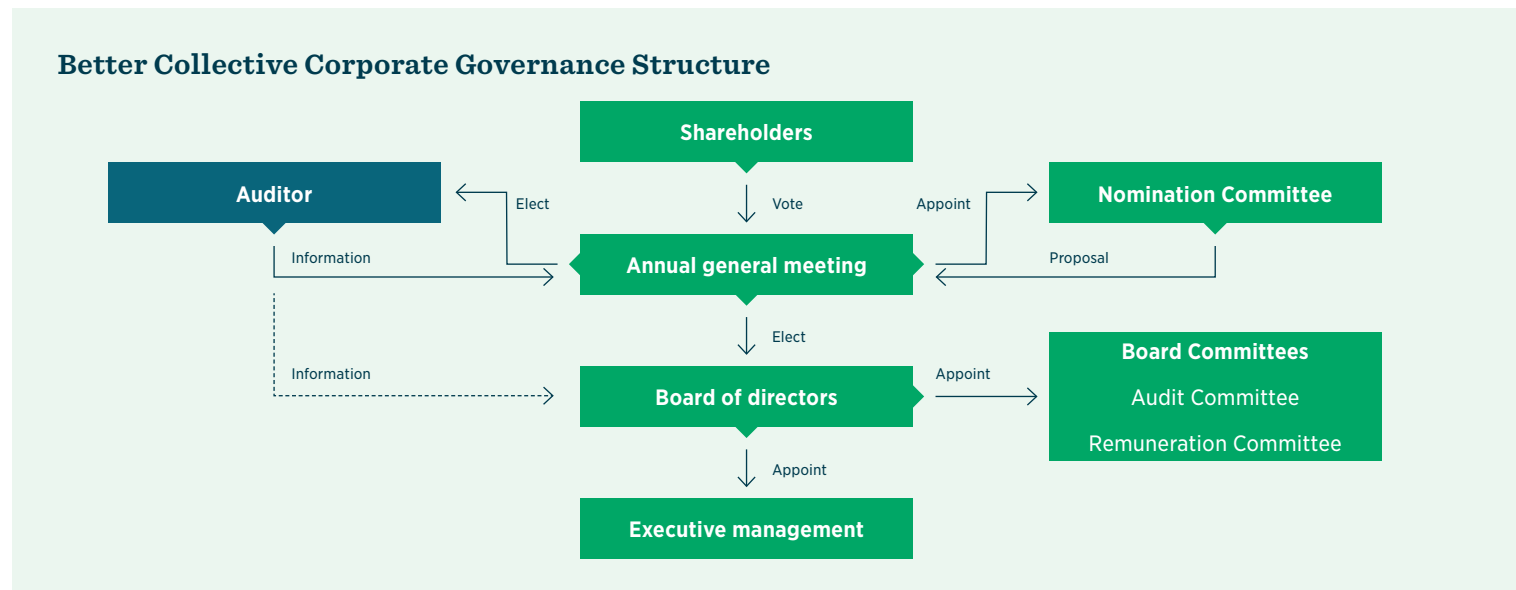 Better Collective Corporate Governance Structure
Shareholders
Auditor
Nomination Committee
Elect
Vote
Appoint
Information
Annual general meeting
Proposal
Elect
Information
Board of directors
Appoint
Board Committees
Audit Committee
Remuneration Committee
Appoint
Executive management